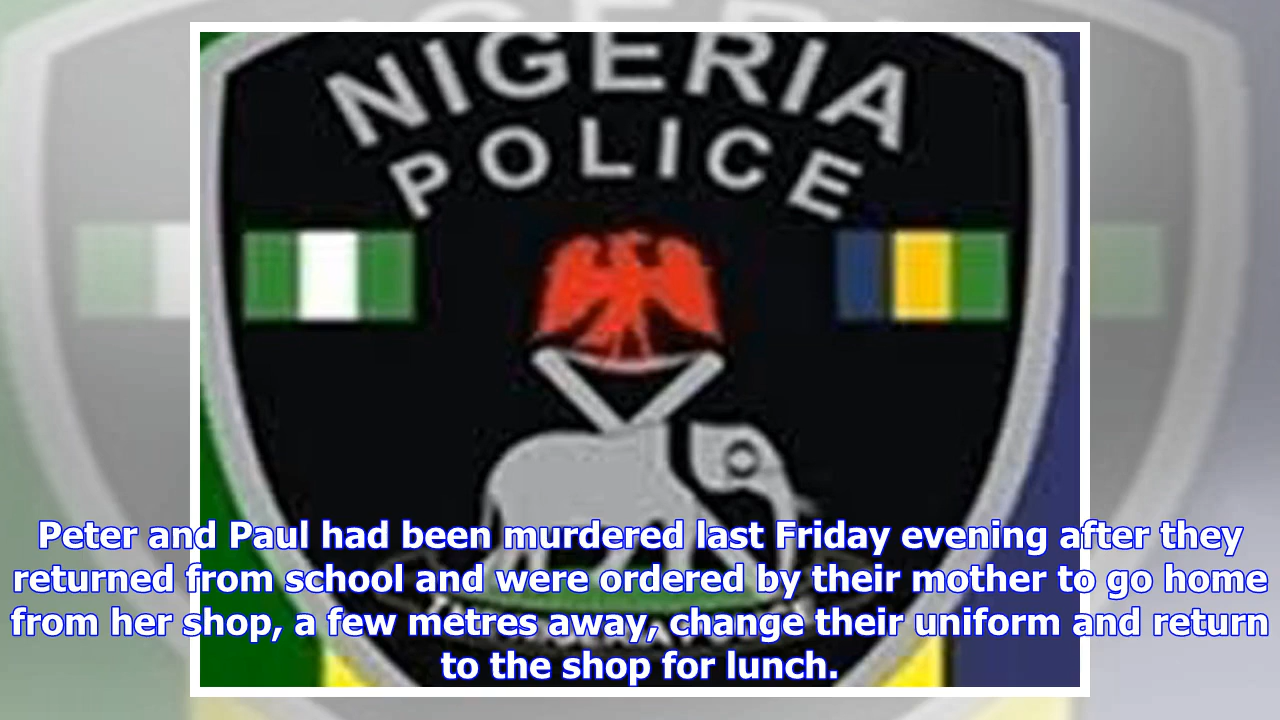 NIGERIA
POLICE
Peter and Paul had been murdered last Friday evening after they
returned from school and were ordered by their mother to go home
from her shop, a few metres away, change their uniform and return
to the shop for lunch.